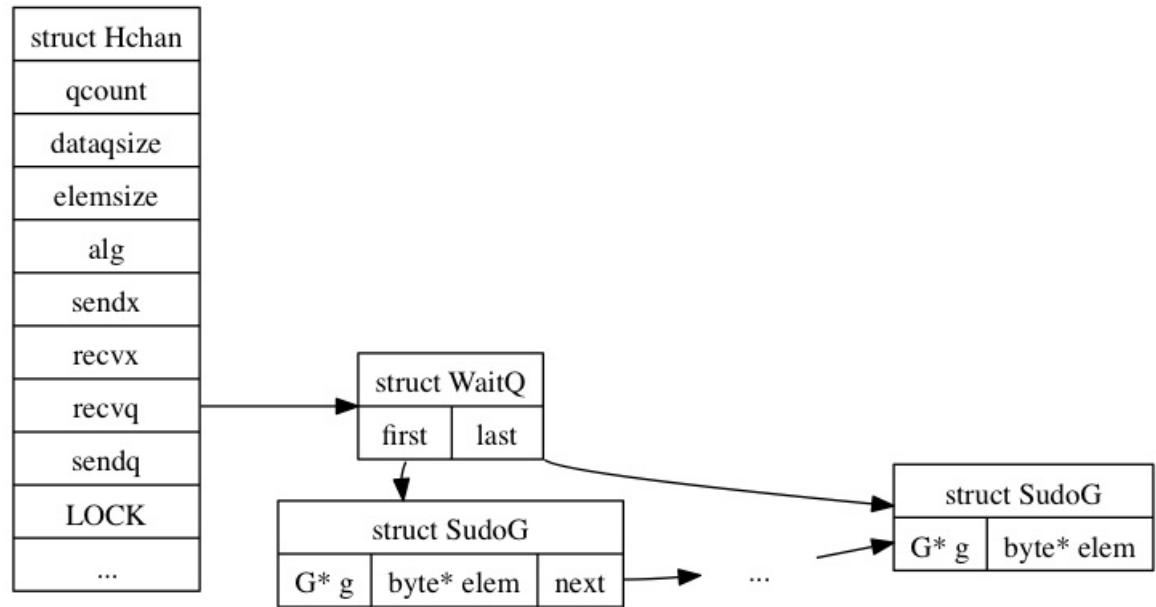 struct Hchan
qcount
dataqsize
elemsize
alg
sendx
recvx
recvq
sendq
LOCK
...
struct WaitQ
first last
struct SudoG
G* g byte* elem next
...
struct SudoG
G* g byte* elem